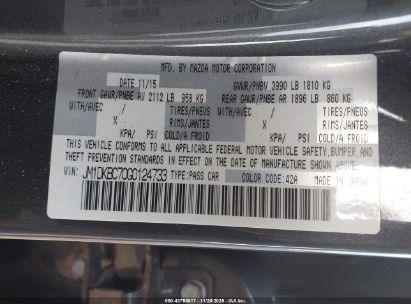 MFD. BY MAZDA MOTOR CORPORATION
DATE 11/15 GVWR/PNBV 3990 LB 1810 KG
FRONT GAWR/PNBE AV 2112 LB 958 KG REAR GAWR/PNBE AR 1896 LB 860 KG
WITH/AVEC TIRES/PNEUS WITH/AVEC TIRES/PNEUS
/ X RIMS/JANTES / X RIMS/JANTES
KPA/ PSI COLD/A FROID KPA/ PSI COLD/A FROID
THIS VEHICLE CONFORMS TO ALL APPLICABLE FEDERAL MOTOR VEHICLE SAFETY, BUMPER, AND
THEFT PREVENTION STANDARDS IN EFFECT ON THE DATE OF MANUFACTURE SHOWN ABOVE.
VIN: JM1DKBC70G0124733 TYPE:PASS CAR COLOR CODE:42A MADE IN JAPAN